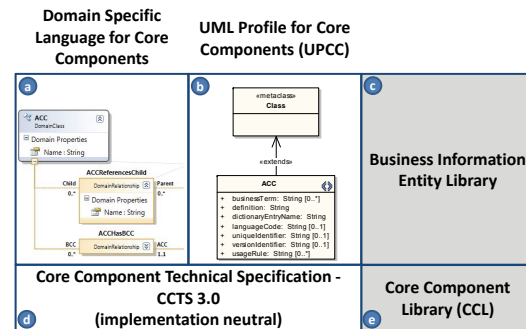 Domain Specific
Language for Core
Components
UML Profile for Core
Components (UPCC)
a
ACC
DomainClass
Domain Properties
Name : String
ACCReferencesChild
Child
DomainRelationship
Parent
0..*
0..*
Domain Properties
Name : String
ACCHasBCC
BCC
DomainRelationship
ACC
0..*
1..1
b
«metaclass»
Class
«extends»
ACC
+ businessTerm: String [0..*]
+ definition: String
+ dictionaryEntryName: String
+ languageCode: String [0..1]
+ uniqueIdentifier: String [0..1]
+ versionIdentifier: String [0..1]
+ usageRule: String [0..*]
c
Business Information
Entity Library
Core Component Technical Specification -
CCTS 3.0
(implementation neutral)
d
Core Component
Library (CCL)
e